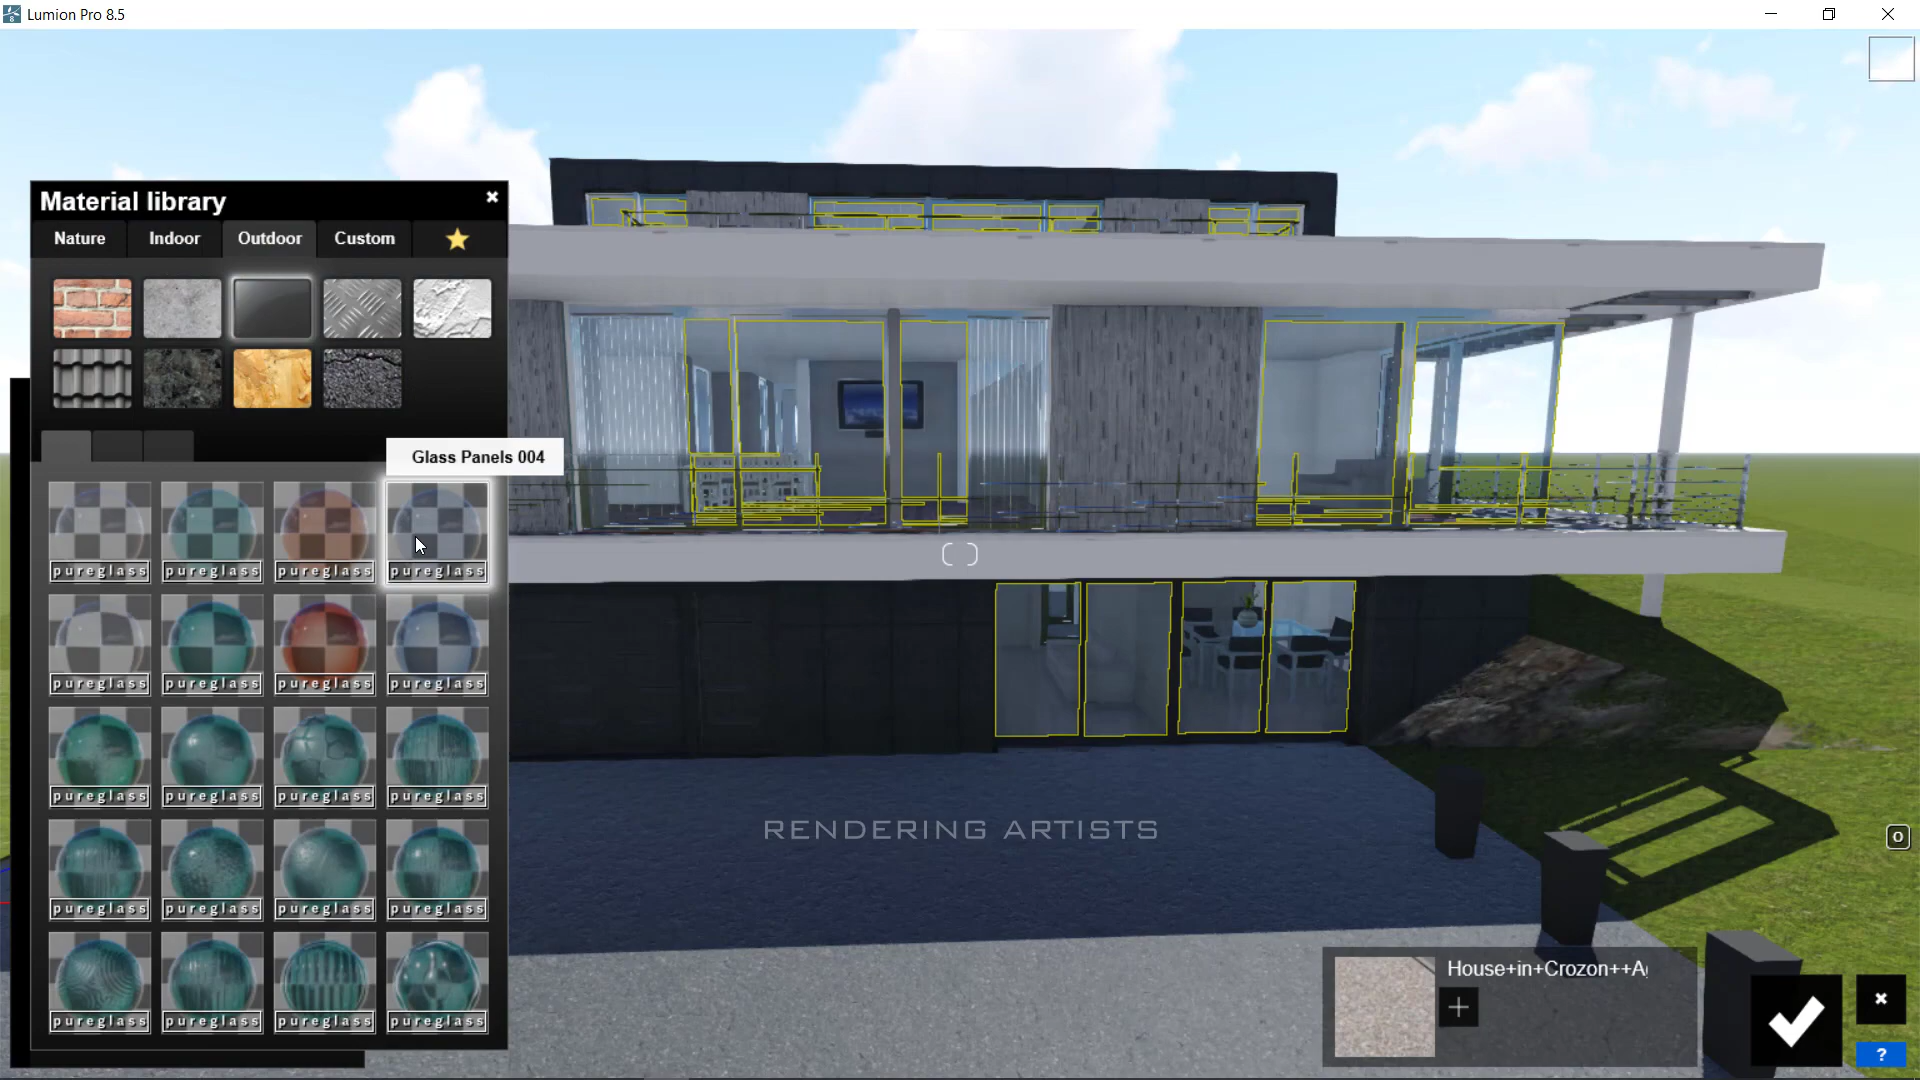 Lumion Pro 8.5
Material library
Nature Indoor Outdoor Custom
Glass Panels 004
pureglass pureglass pureglass pureglass
pureglass pureglass pureglass pureglass
pureglass pureglass pureglass pureglass
pureglass pureglass pureglass pureglass
pureglass pureglass pureglass pureglass
RENDERING ARTISTS
O
House+in+Crozon++A
?